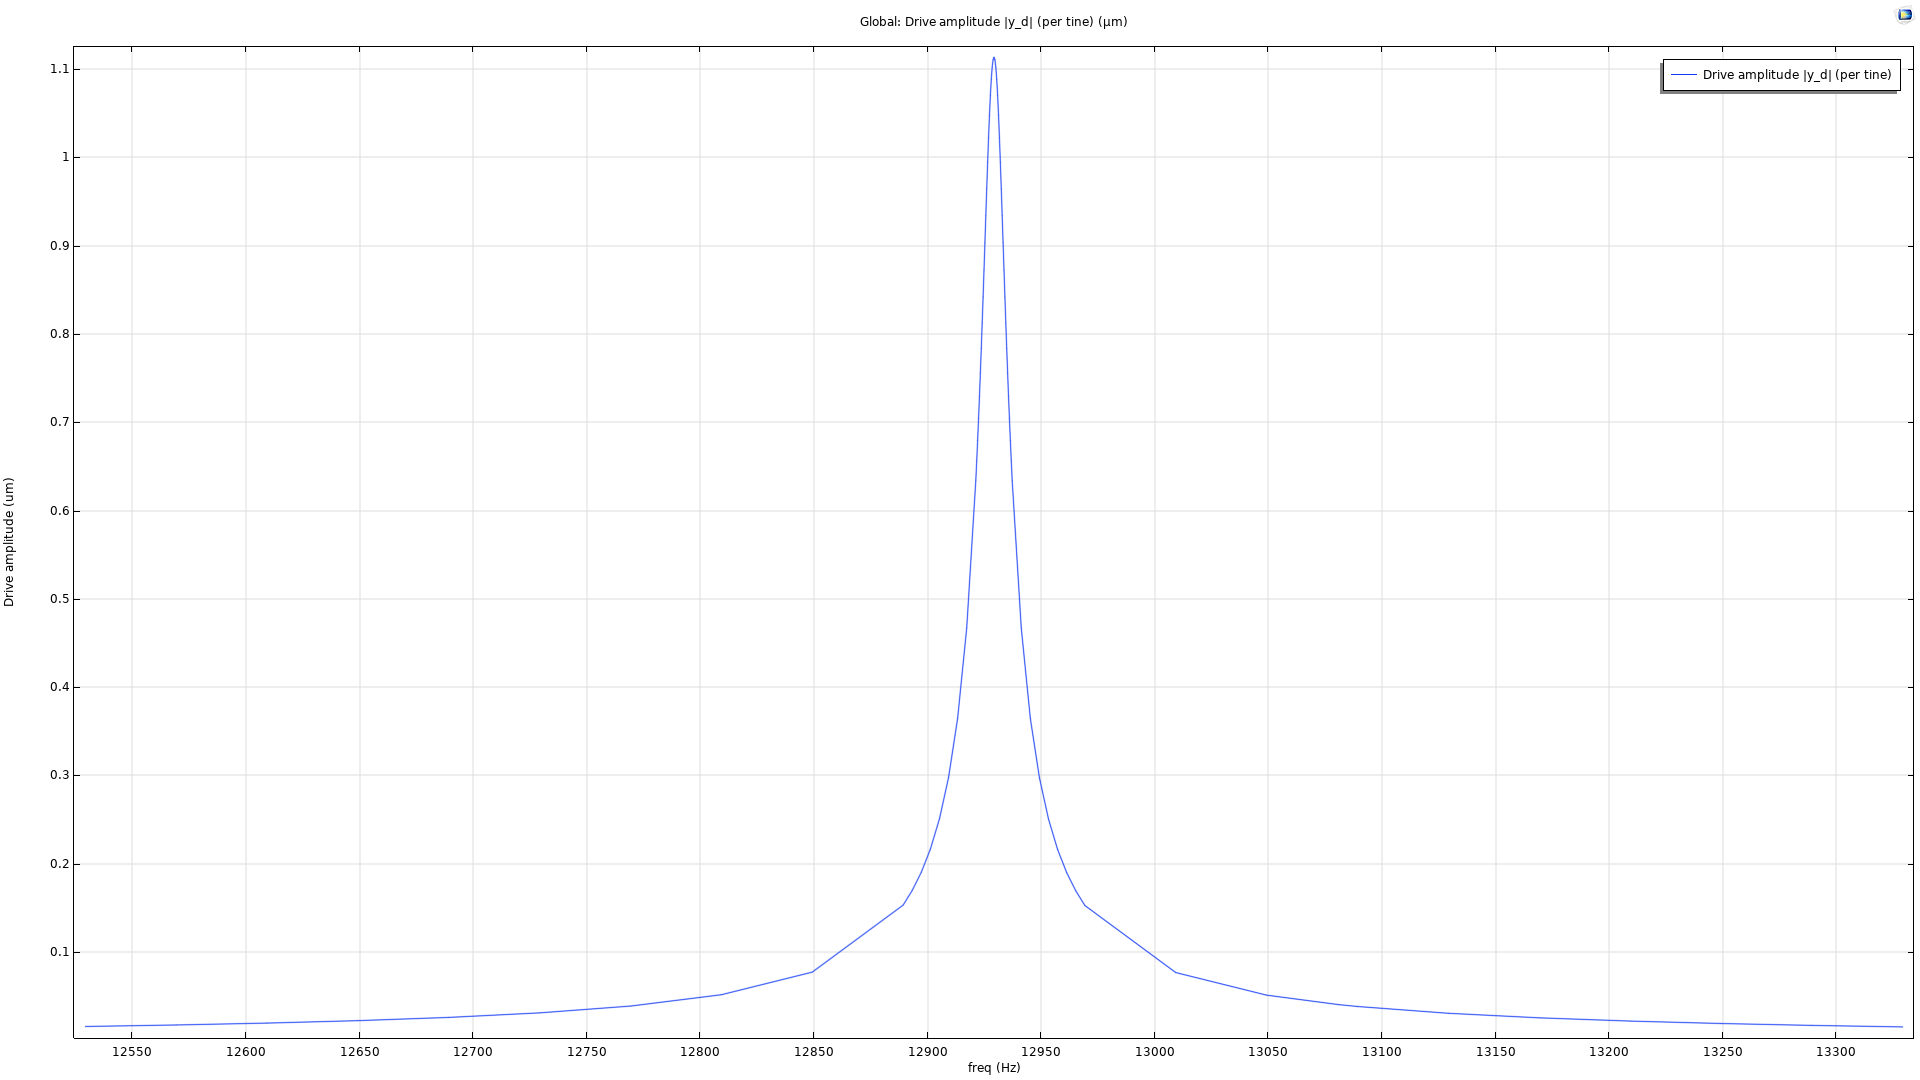 Global: Drive amplitude |y_d| (per tine) (µm)
Drive amplitude |y_d| (per tine)
1.1
1
0.9
0.8
0.7
0.6
0.5
0.4
0.3
0.2
0.1
Drive amplitude (um)
12550 12600 12650 12700 12750 12800 12850 12900 12950 13000 13050 13100 13150 13200 13250 13300
freq (Hz)